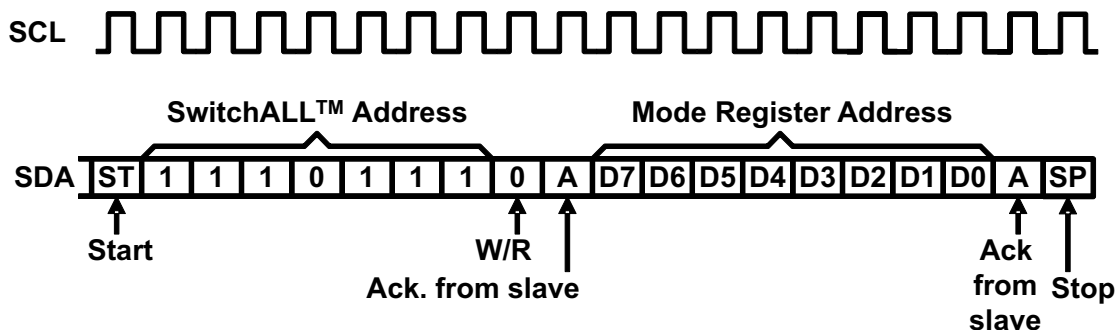 SCL
SwitchALL™ Address
Mode Register Address
SDA ST 1 1 1 0 1 1 1 0 A D7 D6 D5 D4 D3 D2 D1 D0 A SP
Start
W/R
Ack. from slave
Ack
from
slave
Stop